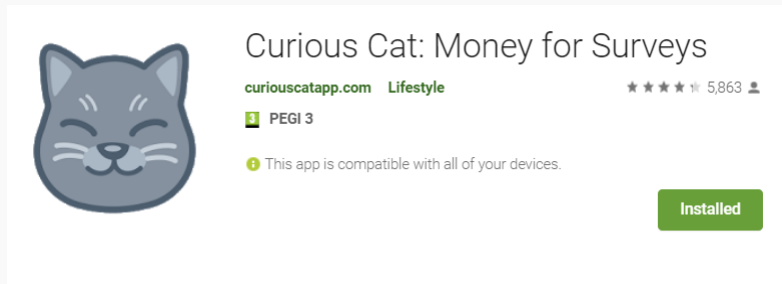 Curious Cat: Money for Surveys
curiouscatapp.com Lifestyle 5,863
3 PEGI 3
This app is compatible with all of your devices.
Installed